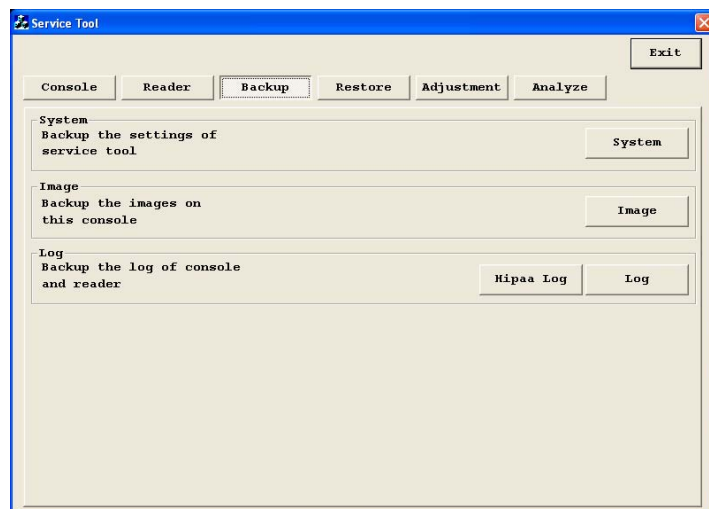 Service Tool
Exit
Console Reader Backup Restore Adjustment Analyze
System
Backup the settings of
service tool
System
Image
Backup the images on
this console
Image
Log
Backup the log of console
and reader
Hipaa Log Log